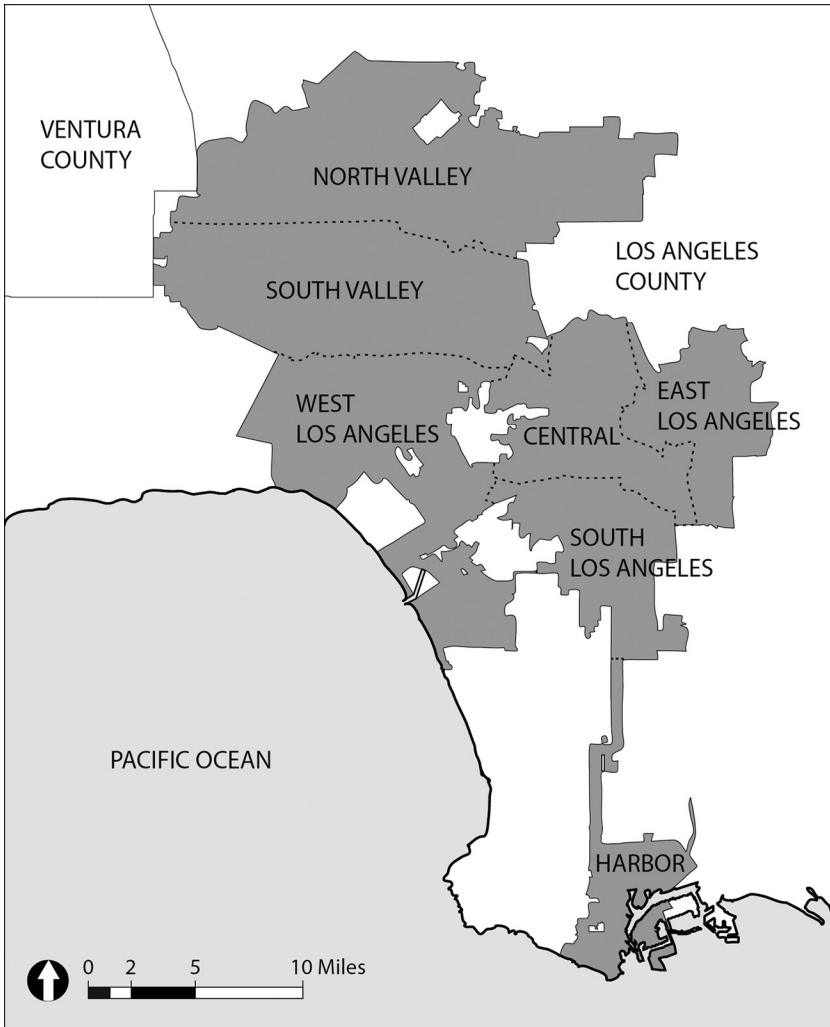 VENTURA
COUNTY
NORTH VALLEY
LOS ANGELES
COUNTY
SOUTH VALLEY
WEST
LOS ANGELES
EAST
LOS ANGELES
CENTRAL
SOUTH
LOS ANGELES
PACIFIC OCEAN
HARBOR
0 2 5 10 Miles